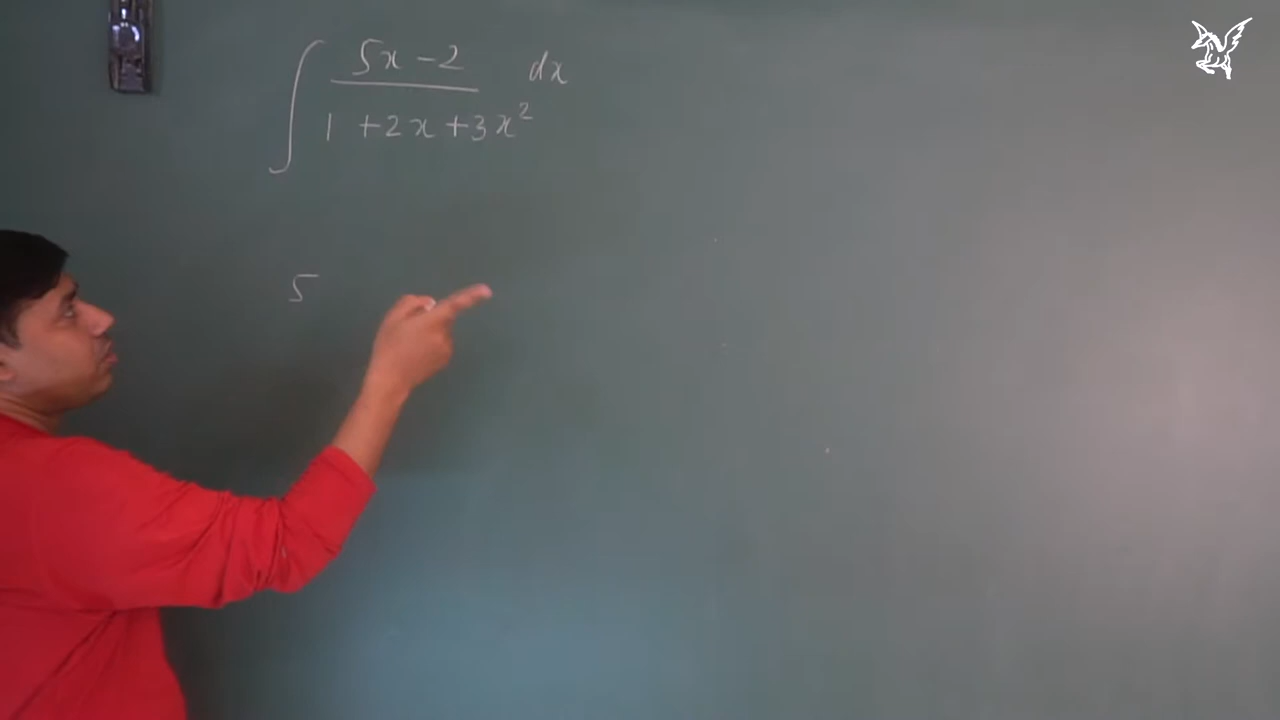 ∫ (5x - 2)/(1 + 2x + 3x²) dx
5